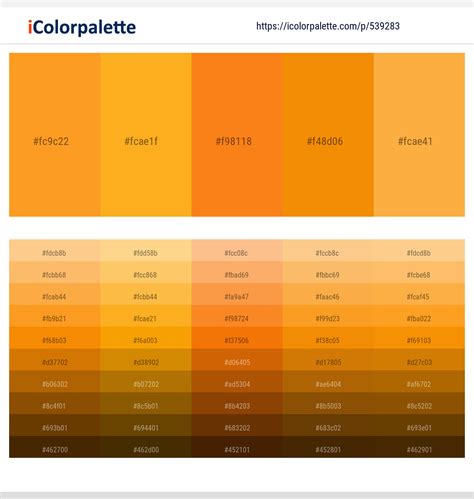 iColorpalette https://icolorpalette.com/p/539283
#fc9c22 #fcae1f #f98118 #f48d06 #fcae41
#fdcb8b #fdd58b #fcc08c #fccb8c #fdcd8b
#fcbb68 #fcc868 #fbad69 #fbbc69 #fcbe68
#fcab44 #fcbb44 #fa9a47 #faac46 #fcaf45
#fb9b21 #fcae21 #f98724 #f99d23 #fba022
#f68b03 #f6a003 #f37506 #f38c05 #f69103
#d37702 #d38902 #d06405 #d17805 #d27c03
#b06302 #b07202 #ad5304 #ae6404 #af6702
#8c4f01 #8c5b01 #8b4203 #8b5003 #8c5202
#693b01 #694401 #683202 #683c02 #693e01
#462700 #462d00 #452101 #452801 #462901